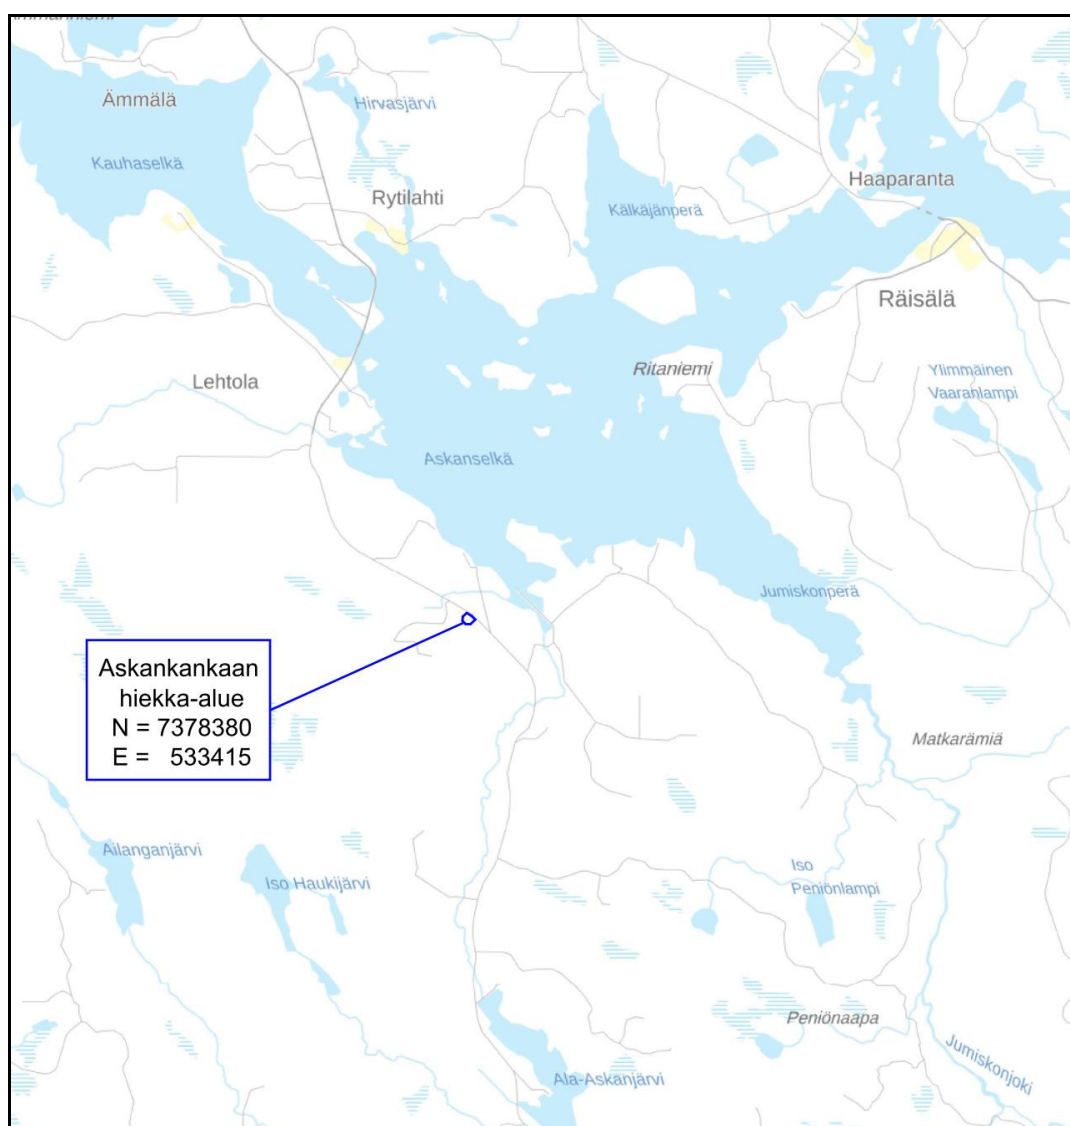 Ämmälä
Hirvasjärvi
Kauhaselkä
Rytilahti
Haaparanta
Kälkäjänperä
Räisälä
Ritaniemi
Ylimmäinen
Vaaranlampi
Lehtola
Askanselkä
Jumiskonperä
Askankankaan
hiekka-alue
N = 7378380
E = 533415
Matkarämiä
Ailanganjärvi
Iso Haukijärvi
Iso
Peniönlampi
Peniönaapa
Jumiskonjoki
Ala-Askanjärvi